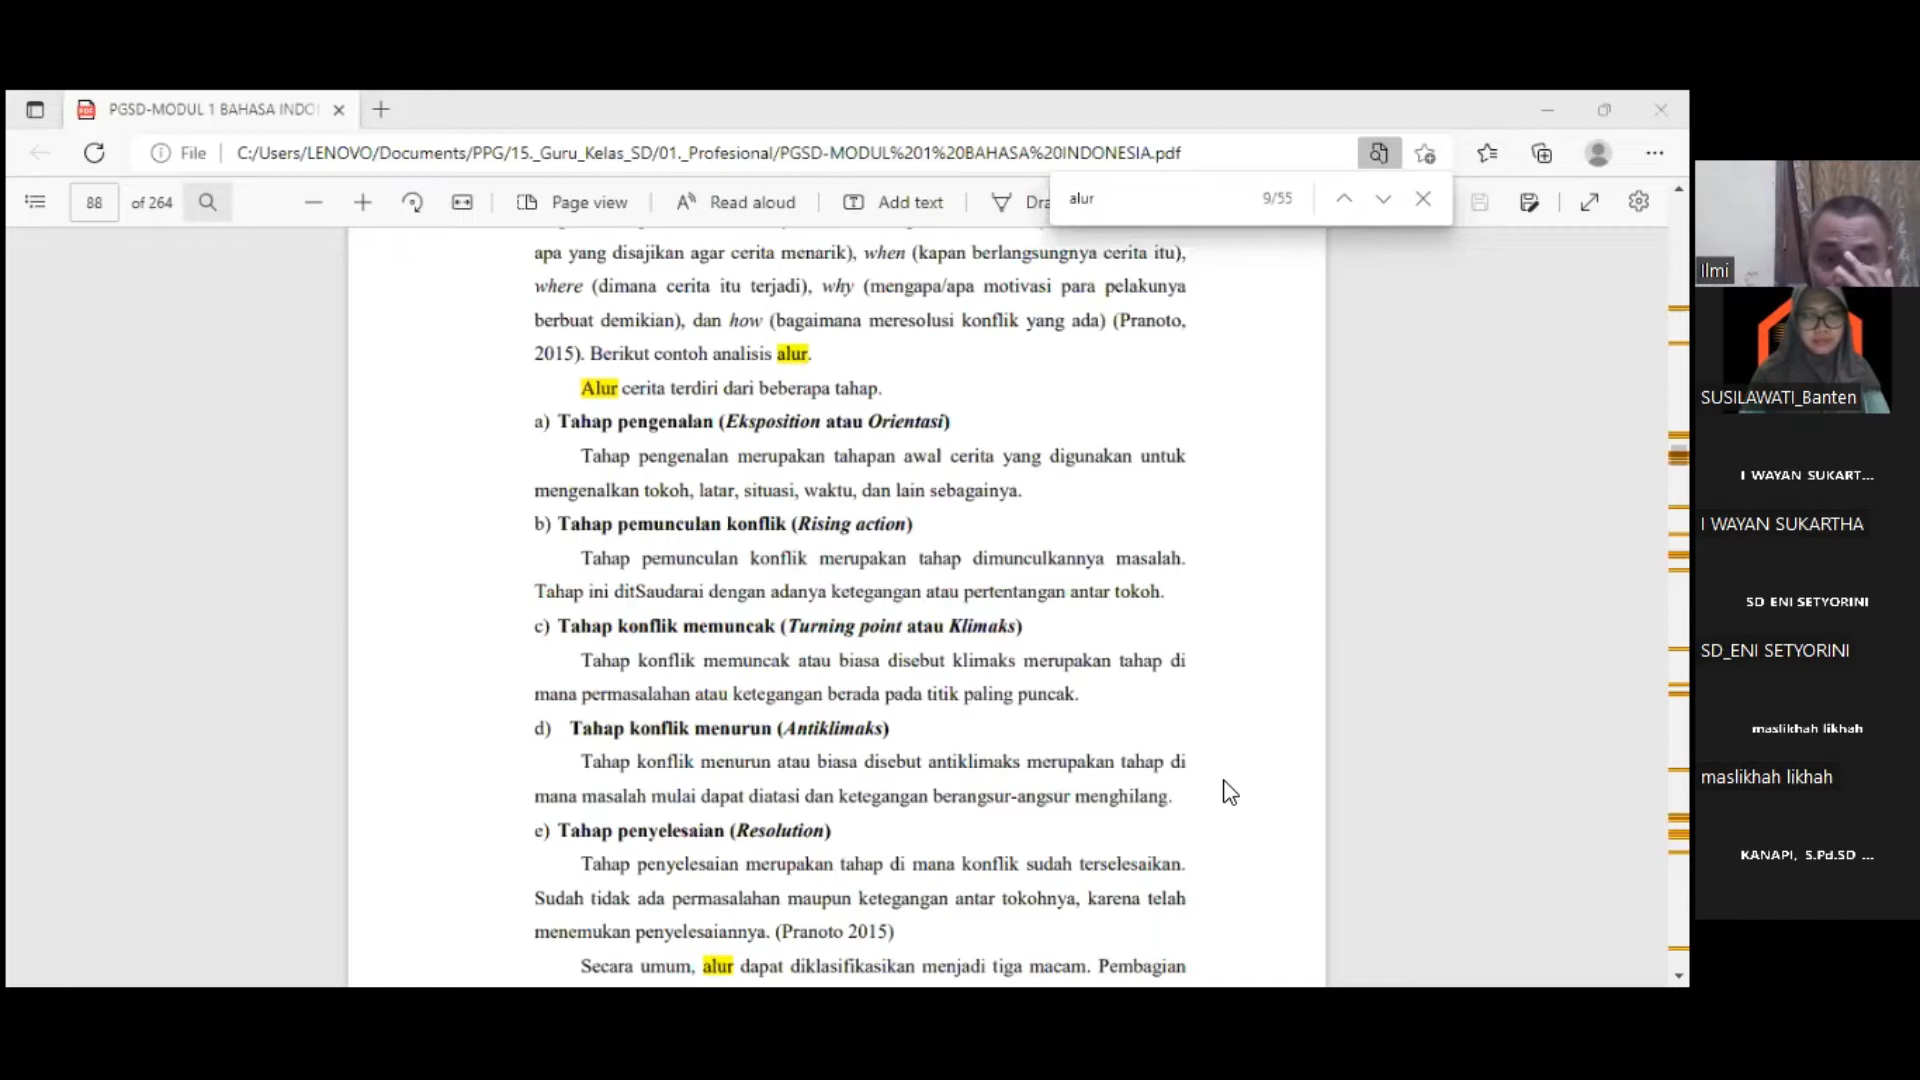 PGSD-MODUL 1 BAHASA INDO
File
C:/Users/LENOVO/Documents/PPG/15._Guru_Kelas_SD/01._Profesional/PGSD-MODUL%201%20BAHASA%20INDONESIA.pdf
88 of 264
Page view
Read aloud
Add text
alur
9/55
apa yang disajikan agar cerita menarik), when (kapan berlangsungnya cerita itu),
where (dimana cerita itu terjadi), why (mengapa/apa motivasi para pelakunya
berbuat demikian), dan how (bagaimana meresolusi konflik yang ada) (Pranoto,
2015). Berikut contoh analisis alur.
Alur cerita terdiri dari beberapa tahap.
a) Tahap pengenalan (Eksposition atau Orientasi)
Tahap pengenalan merupakan tahapan awal cerita yang digunakan untuk
mengenalkan tokoh, latar, situasi, waktu, dan lain sebagainya.
b) Tahap pemunculan konflik (Rising action)
Tahap pemunculan konflik merupakan tahap dimunculkannya masalah.
Tahap ini ditSaudarai dengan adanya ketegangan atau pertentangan antar tokoh.
c) Tahap konflik memuncak (Turning point atau Klimaks)
Tahap konflik memuncak atau biasa disebut klimaks merupakan tahap di
mana permasalahan atau ketegangan berada pada titik paling puncak.
d) Tahap konflik menurun (Antiklimaks)
Tahap konflik menurun atau biasa disebut antiklimaks merupakan tahap di
mana masalah mulai dapat diatasi dan ketegangan berangsur-angsur menghilang.
e) Tahap penyelesaian (Resolution)
Tahap penyelesaian merupakan tahap di mana konflik sudah terselesaikan.
Sudah tidak ada permasalahan maupun ketegangan antar tokohnya, karena telah
menemukan penyelesaiannya. (Pranoto 2015)
Secara umum, alur dapat diklasifikasikan menjadi tiga macam. Pembagian
Ilmi
SUSILAWATI_Banten
I WAYAN SUKART...
I WAYAN SUKARTHA
SD ENI SETYORINI
SD_ENI SETYORINI
maslikhah likhah
maslikhah likhah
KANAPI, S.Pd.SD ...